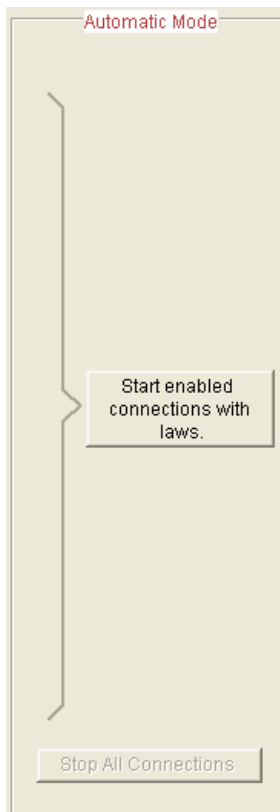 Automatic Mode
Start enabled
connections with
laws.
Stop All Connections